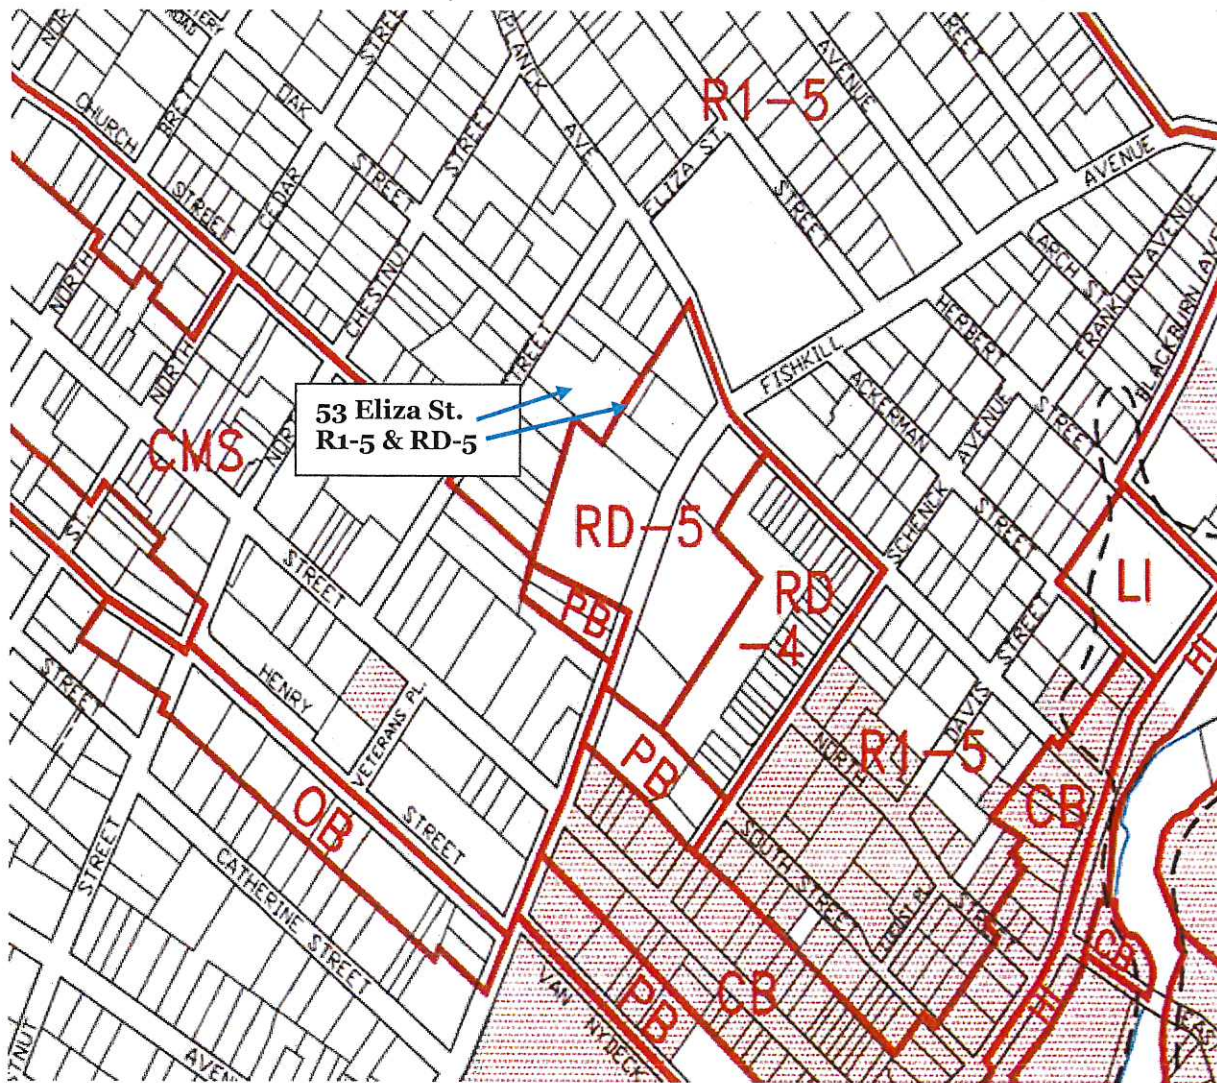 R1-5
AVENUE
AVE.
ELIZA ST.
STREET
AVENUE
CHURCH
STREET
OAK
STREET
STREET
CEDAR
CHESTNUT
NORTH
NORTH
LARCH ST
FRANKLIN AVENUE
BLACKBURN AVE
HERBERT
STREET
FISHKILL
ACKERMAN
STREET
AVENUE
SCHENCK
53 Eliza St.
R1-5 & RD-5
CMS
RD-5
RD
-4
LI
PB
STREET
HENRY
VETERANS PL.
STREET
STREET
DAVIS
STREET
NORTH
R1-5
HI
PB
CB
OB
CATHERINE STREET
STREET
SOUTH STREET
STREET
CB
PB
CB
HI
VAN
NYDECK
EAS
AVEN